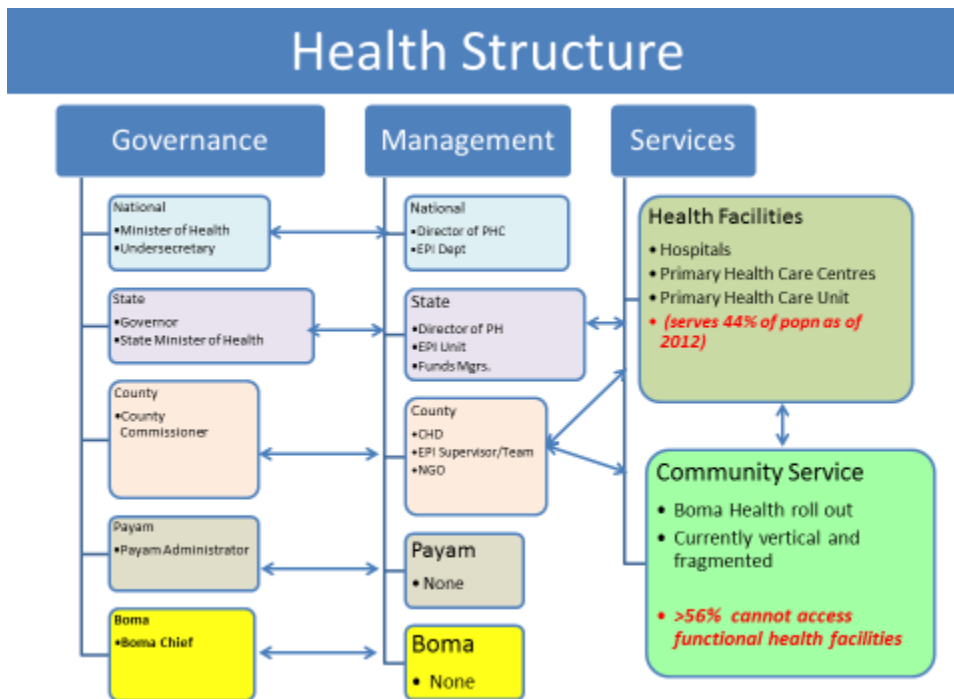 Health Structure
Governance
National
•Minister of Health
•Undersecretary
State
•Governor
•State Minister of Health
County
•County
Commissioner
Payam
•Payam Administrator
Boma
•Boma Chief
Management
National
•Director of PHC
•EPI Dept
State
•Director of PH
•EPI Unit
•Funds Mgrs.
County
•CHD
•EPI Supervisor/Team
•NGO
Payam
• None
Boma
• None
Services
Health Facilities
• Hospitals
• Primary Health Care Centres
• Primary Health Care Unit
• (serves 44% of popn as of
2012)
Community Service
• Boma Health roll out
• Currently vertical and
fragmented
• >56% cannot access
functional health facilities